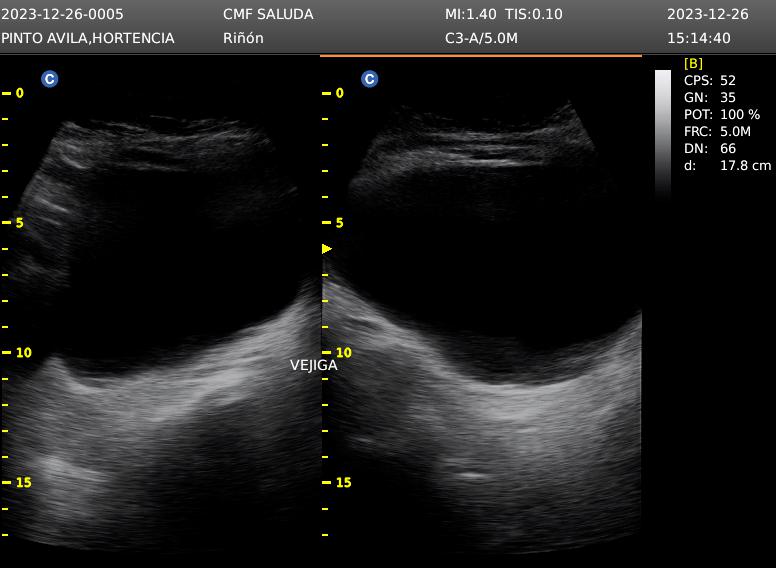 2023-12-26-0005 CMF SALUDA MI:1.40 TIS:0.10 2023-12-26
PINTO AVILA,HORTENCIA Riñón C3-A/5.0M 15:14:40
C
C
[B]
CPS: 52
GN: 35
POT: 100 %
FRC: 5.0M
DN: 66
d: 17.8 cm
0
5
10
15
0
5
10
15
VEJIGA